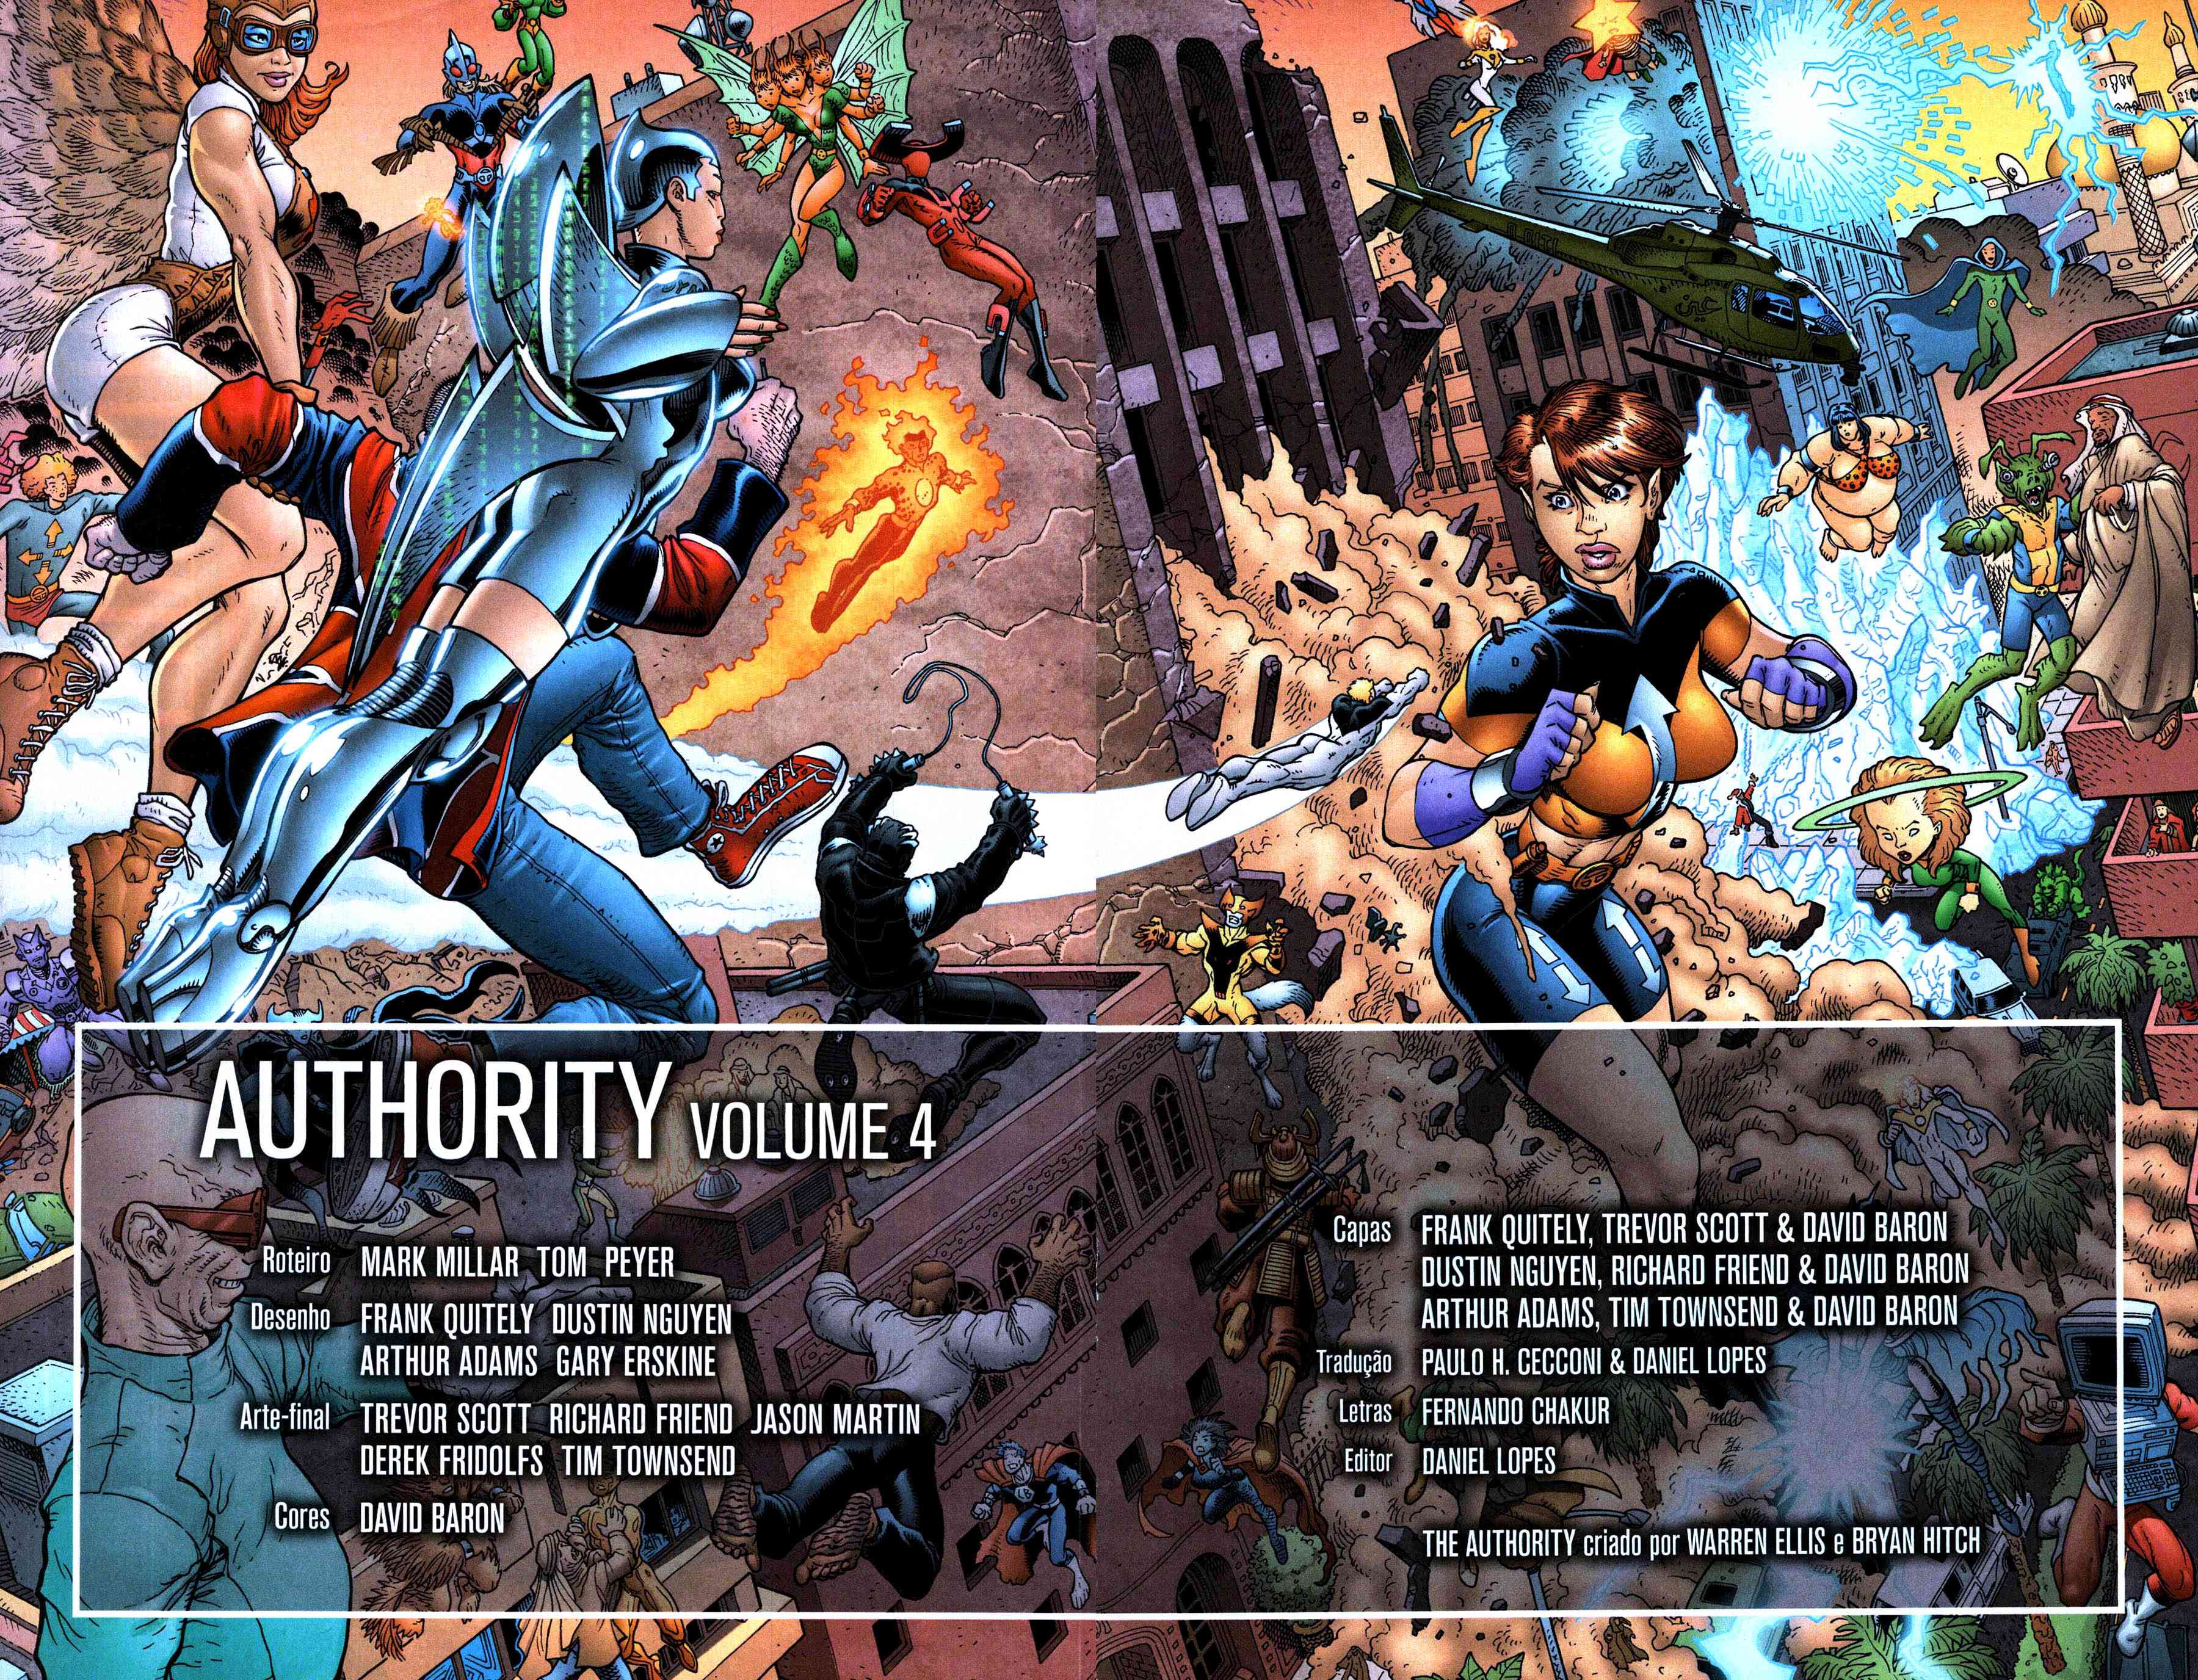 AUTHORITY VOLUME 4
Roteiro MARK MILLAR TOM PEYER
Desenho FRANK QUITELY DUSTIN NGUYEN
ARTHUR ADAMS GARY ERSKINE
Arte-final TREVOR SCOTT RICHARD FRIEND JASON MARTIN
DEREK FRIDOLFS TIM TOWNSEND
Cores DAVID BARON
Capas FRANK QUITELY, TREVOR SCOTT & DAVID BARON
DUSTIN NGUYEN, RICHARD FRIEND & DAVID BARON
ARTHUR ADAMS, TIM TOWNSEND & DAVID BARON
Tradução PAULO H. CECCONI & DANIEL LOPES
Letras FERNANDO CHAKUR
Editor DANIEL LOPES
THE AUTHORITY criado por WARREN ELLIS e BRYAN HITCH